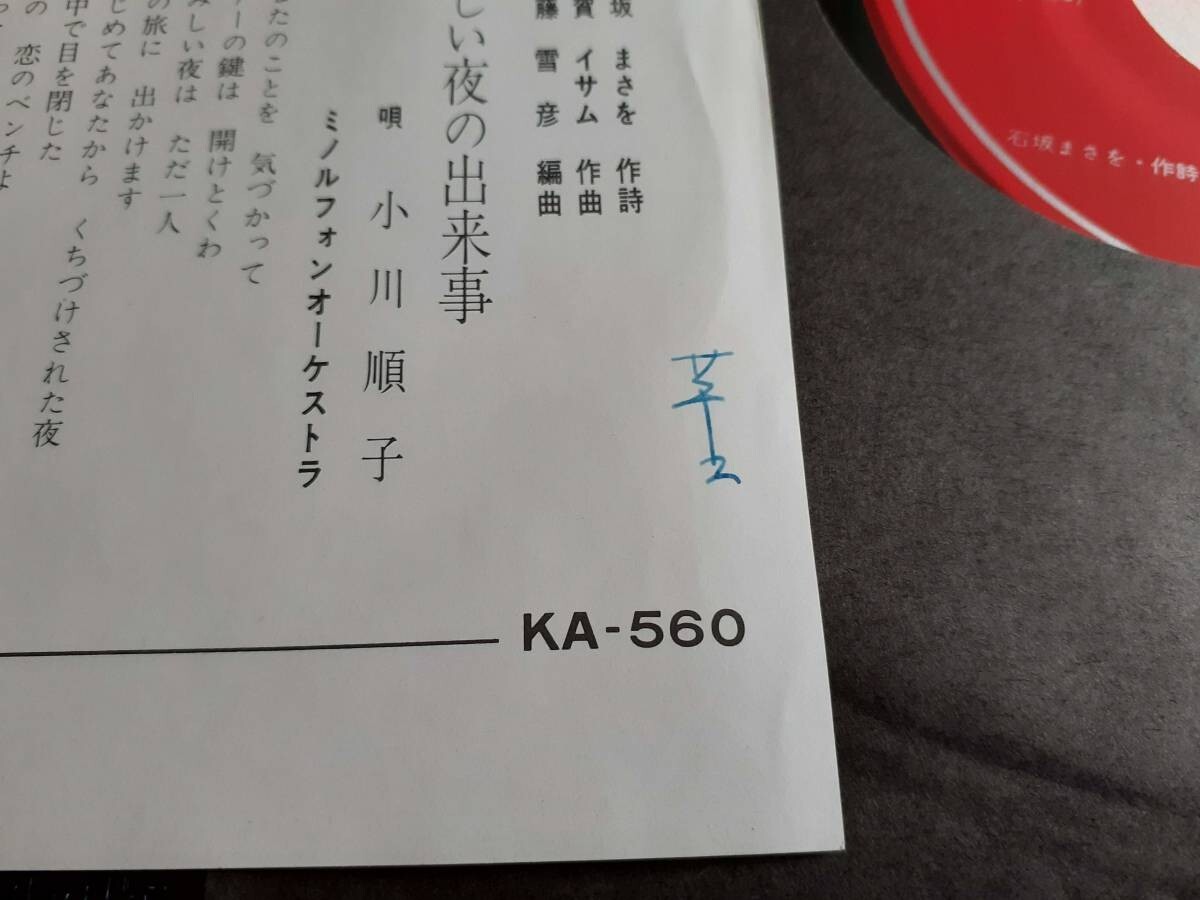 坂 まさを 作詩
賀 イサム 作曲
藤 雪彦 編曲
しい夜の出来事
唄 小川順子
ミノルフォンオーケストラ
たのことを 気づかって
ーの鍵は 開けとくわ
みしい夜は ただ一人
の旅に 出かけます
じめてあなたから くちづけされた夜
中で目を閉じた
の 恋のベンチよ
KA-560
石坂まさを・作詩